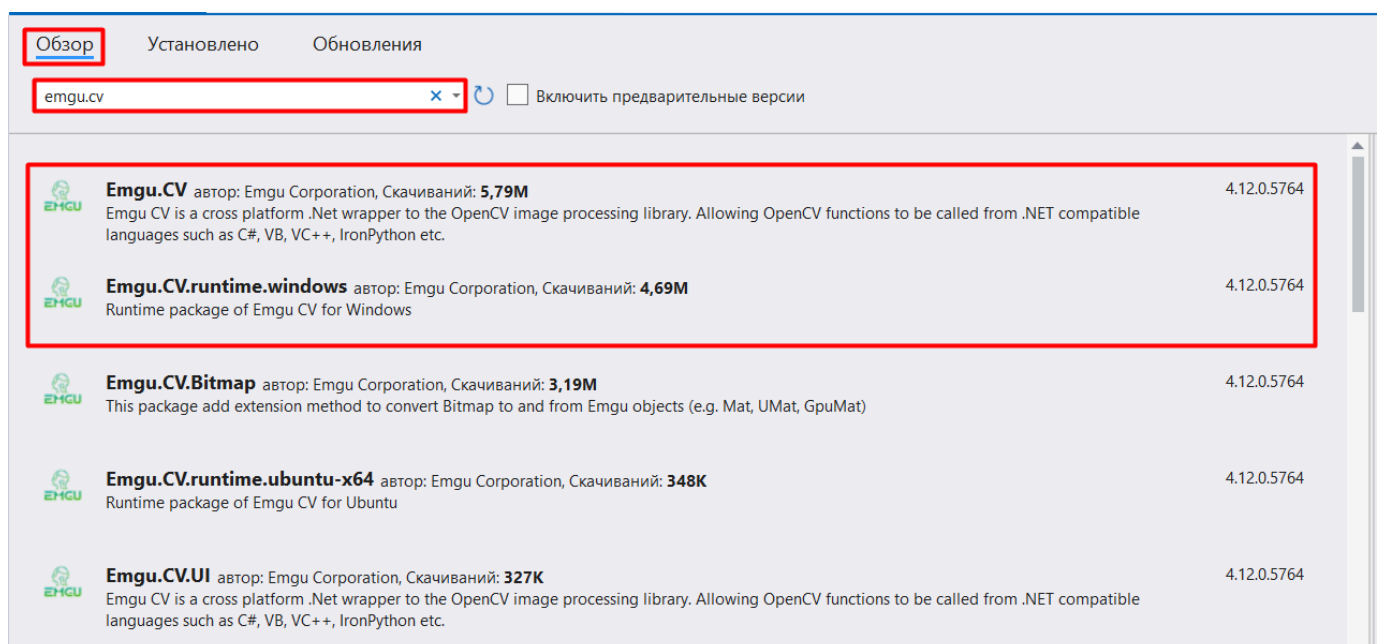 Обзор Установлено Обновления
emgu.cv Включить предварительные версии
EMGU Emgu.CV автор: Emgu Corporation, Скачиваний: 5,79M 4.12.0.5764
Emgu CV is a cross platform .Net wrapper to the OpenCV image processing library. Allowing OpenCV functions to be called from .NET compatible
languages such as C#, VB, VC++, IronPython etc.
EMGU Emgu.CV.runtime.windows автор: Emgu Corporation, Скачиваний: 4,69M 4.12.0.5764
Runtime package of Emgu CV for Windows
EMGU Emgu.CV.Bitmap автор: Emgu Corporation, Скачиваний: 3,19M 4.12.0.5764
This package add extension method to convert Bitmap to and from Emgu objects (e.g. Mat, UMat, GpuMat)
EMGU Emgu.CV.runtime.ubuntu-x64 автор: Emgu Corporation, Скачиваний: 348K 4.12.0.5764
Runtime package of Emgu CV for Ubuntu
EMGU Emgu.CV.UI автор: Emgu Corporation, Скачиваний: 327K 4.12.0.5764
Emgu CV is a cross platform .Net wrapper to the OpenCV image processing library. Allowing OpenCV functions to be called from .NET compatible
languages such as C#, VB, VC++, IronPython etc.